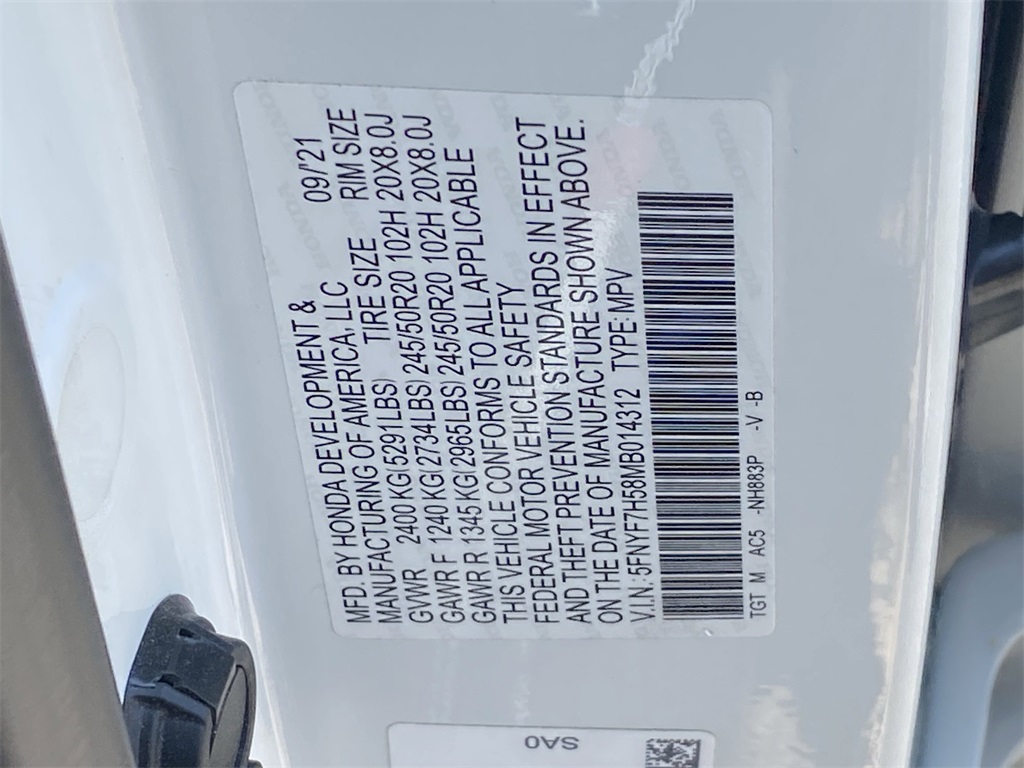 MFD. BY HONDA DEVELOPMENT & 09/'21
MANUFACTURING OF AMERICA, LLC
GVWR 2400 KG(5291LBS) TIRE SIZE RIM SIZE
GAWR F 1240 KG(2734LBS) 245/50R20 102H 20X8.0J
GAWR R 1345 KG(2965LBS) 245/50R20 102H 20X8.0J
THIS VEHICLE CONFORMS TO ALL APPLICABLE
FEDERAL MOTOR VEHICLE SAFETY
AND THEFT PREVENTION STANDARDS IN EFFECT
ON THE DATE OF MANUFACTURE SHOWN ABOVE.
V.I.N.: 5FNYF7H58MB014312 TYPE: MPV
TGT M AC5 -NH883P -V -B
SA0